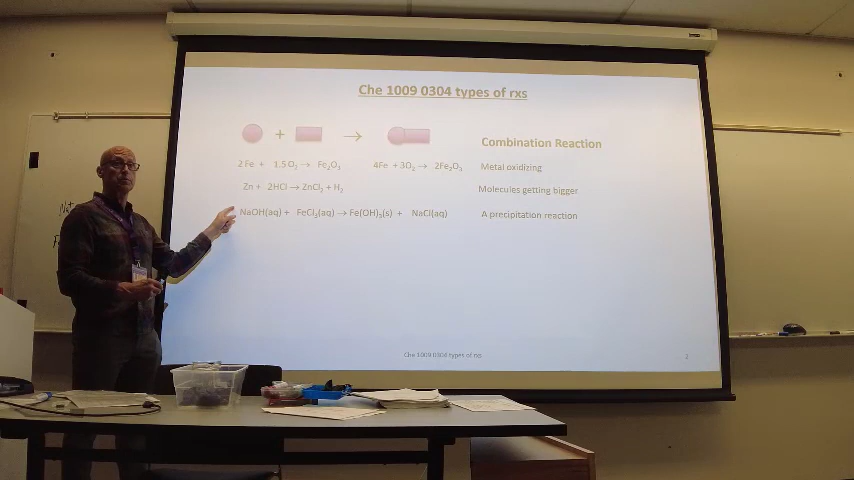 Che 1009 0304 types of rxs
+ → Combination Reaction
2 Fe + 1.5 O₂ → Fe₂O₃ 4Fe + 3O₂ → 2Fe₂O₃ Metal oxidizing
Zn + 2HCl → ZnCl₂ + H₂ Molecules getting bigger
NaOH(aq) + FeCl₃(aq) → Fe(OH)₃(s) + NaCl(aq) A precipitation reaction
Che 1009 0304 types of rxs